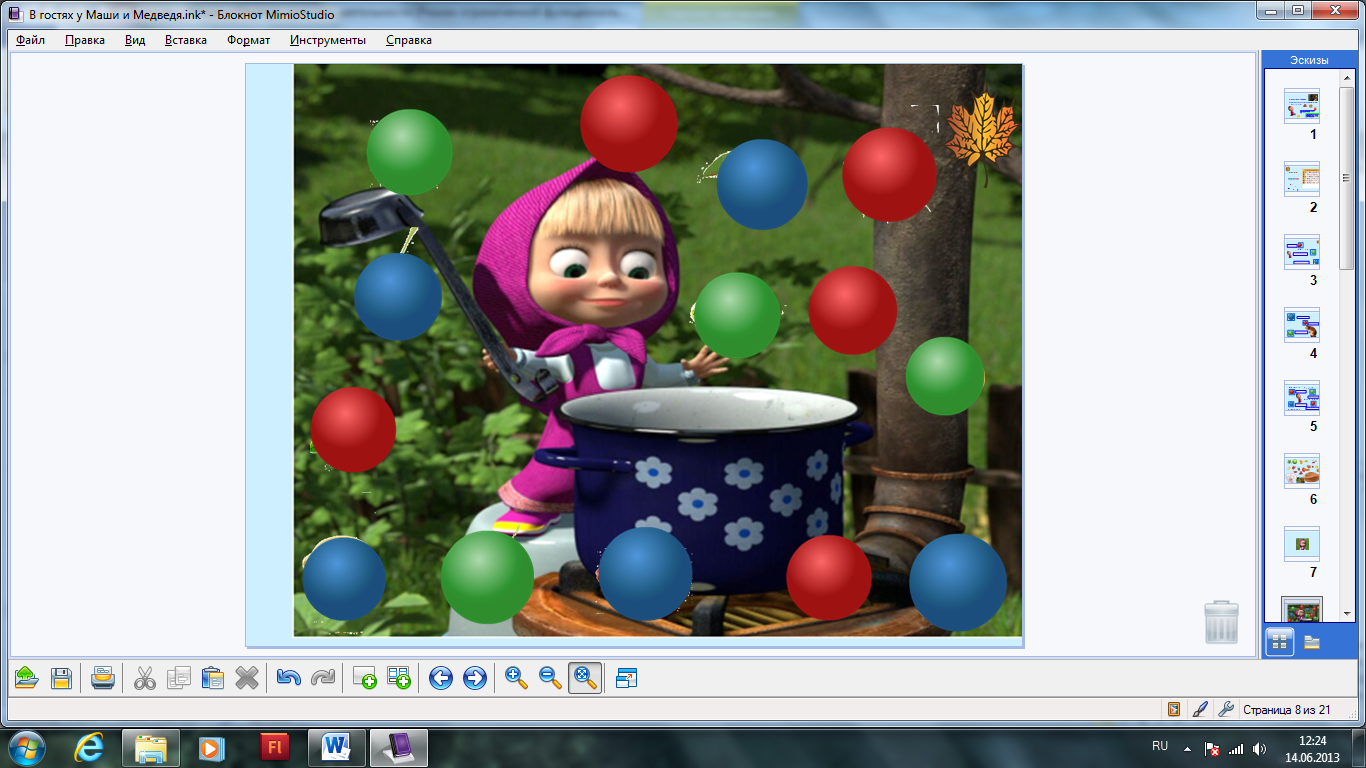 В гостях у Маши и Медведя.ink* - Блокнот MimioStudio
Файл Правка Вид Вставка Формат Инструменты Справка
Эскизы
1
2
3
4
5
6
7
Страница 8 из 21
Fl
W
RU
12:24
14.06.2013